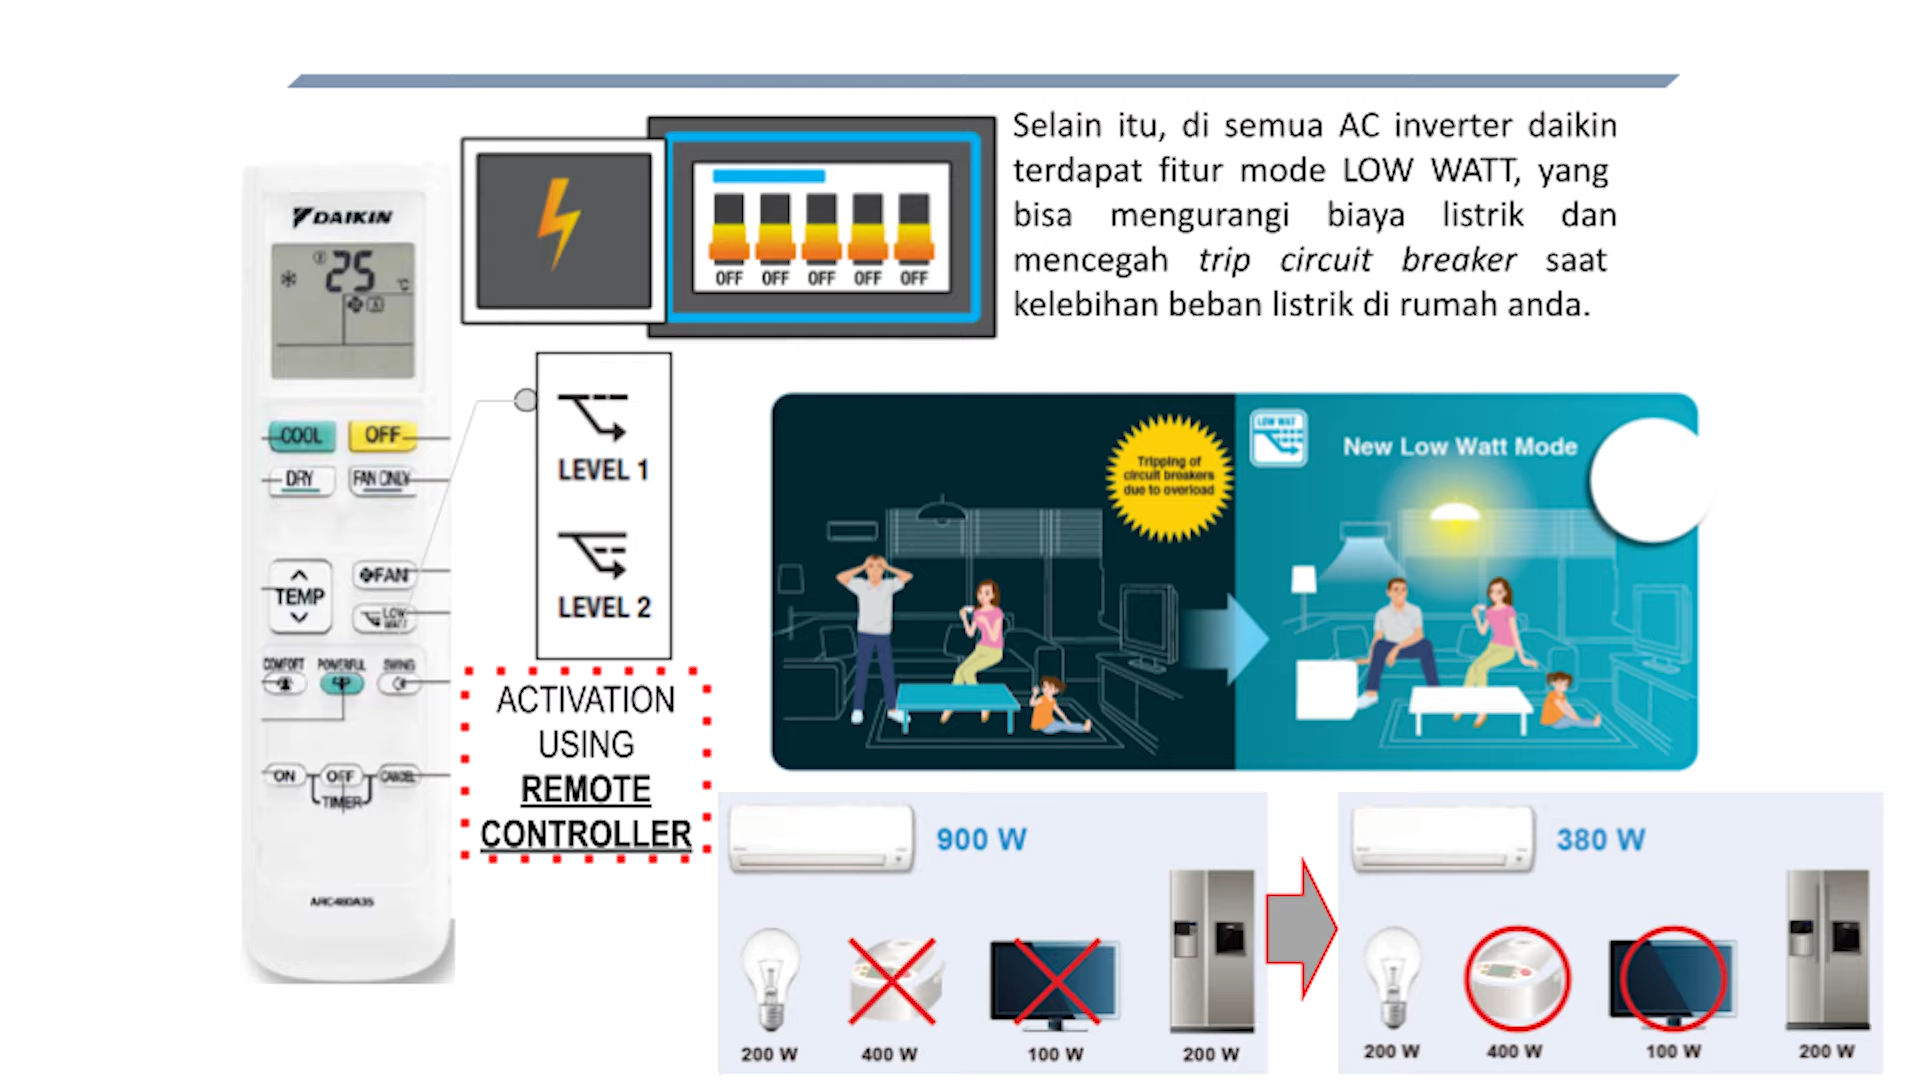 Selain itu, di semua AC inverter daikin
terdapat fitur mode LOW WATT, yang
bisa mengurangi biaya listrik dan
mencegah trip circuit breaker saat
kelebihan beban listrik di rumah anda.
OFF OFF OFF OFF OFF
DAIKIN
25 °C
COOL OFF
DRY FAN ONLY
TEMP
FAN
LOW
WATT
COMFORT POWERFUL SWING
ON OFF CANCEL
TIMER
ARC480A35
LEVEL 1
LEVEL 2
ACTIVATION
USING
REMOTE
CONTROLLER
Tripping of
circuit breakers
due to overload
LOW WAT
New Low Watt Mode
900 W
200 W 400 W 100 W 200 W
380 W
200 W 400 W 100 W 200 W